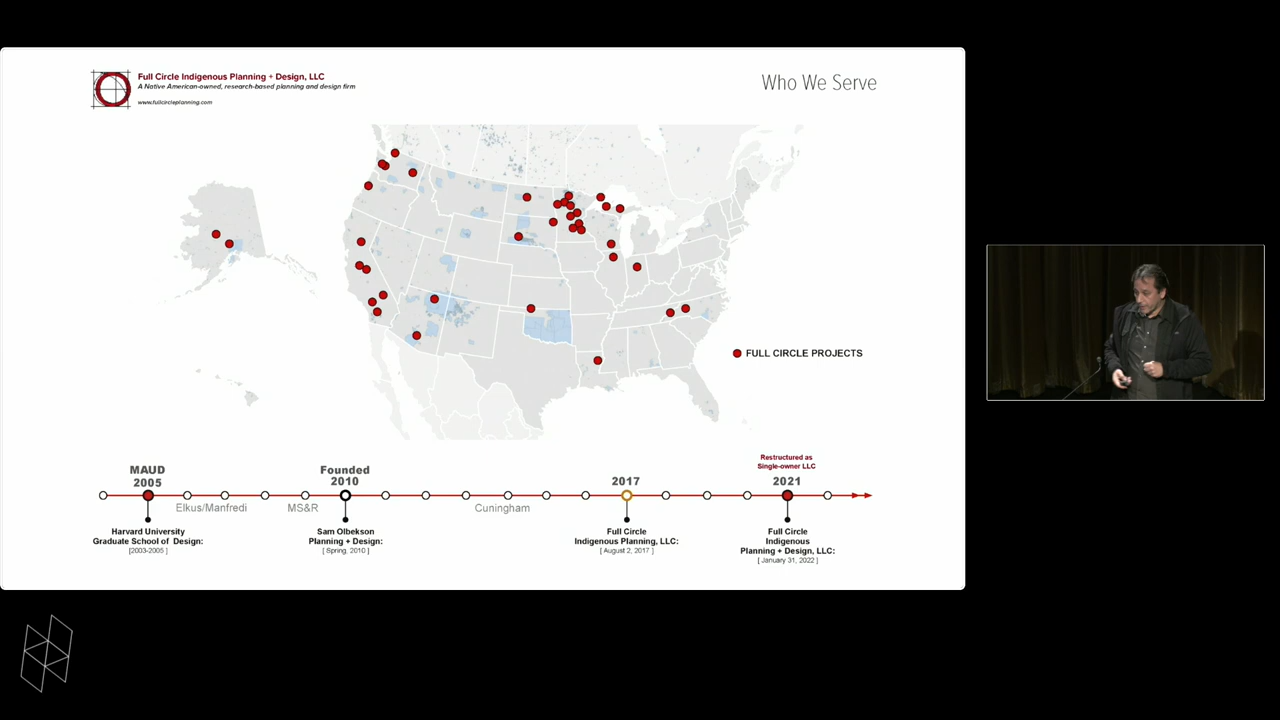 Full Circle Indigenous Planning + Design, LLC
A Native American-owned, research-based planning and design firm
www.fullcircleplanning.com
Who We Serve
FULL CIRCLE PROJECTS
MAUD
2005
Founded
2010
2017
Restructured as
Single-owner LLC
2021
Elkus/Manfredi
MS&R
Cuningham
Harvard University
Graduate School of Design:
[2003-2005 ]
Sam Olbekson
Planning + Design:
[ Spring, 2010 ]
Full Circle
Indigenous Planning, LLC:
[ August 2, 2017 ]
Full Circle
Indigenous
Planning + Design, LLC:
[ January 31, 2022 ]